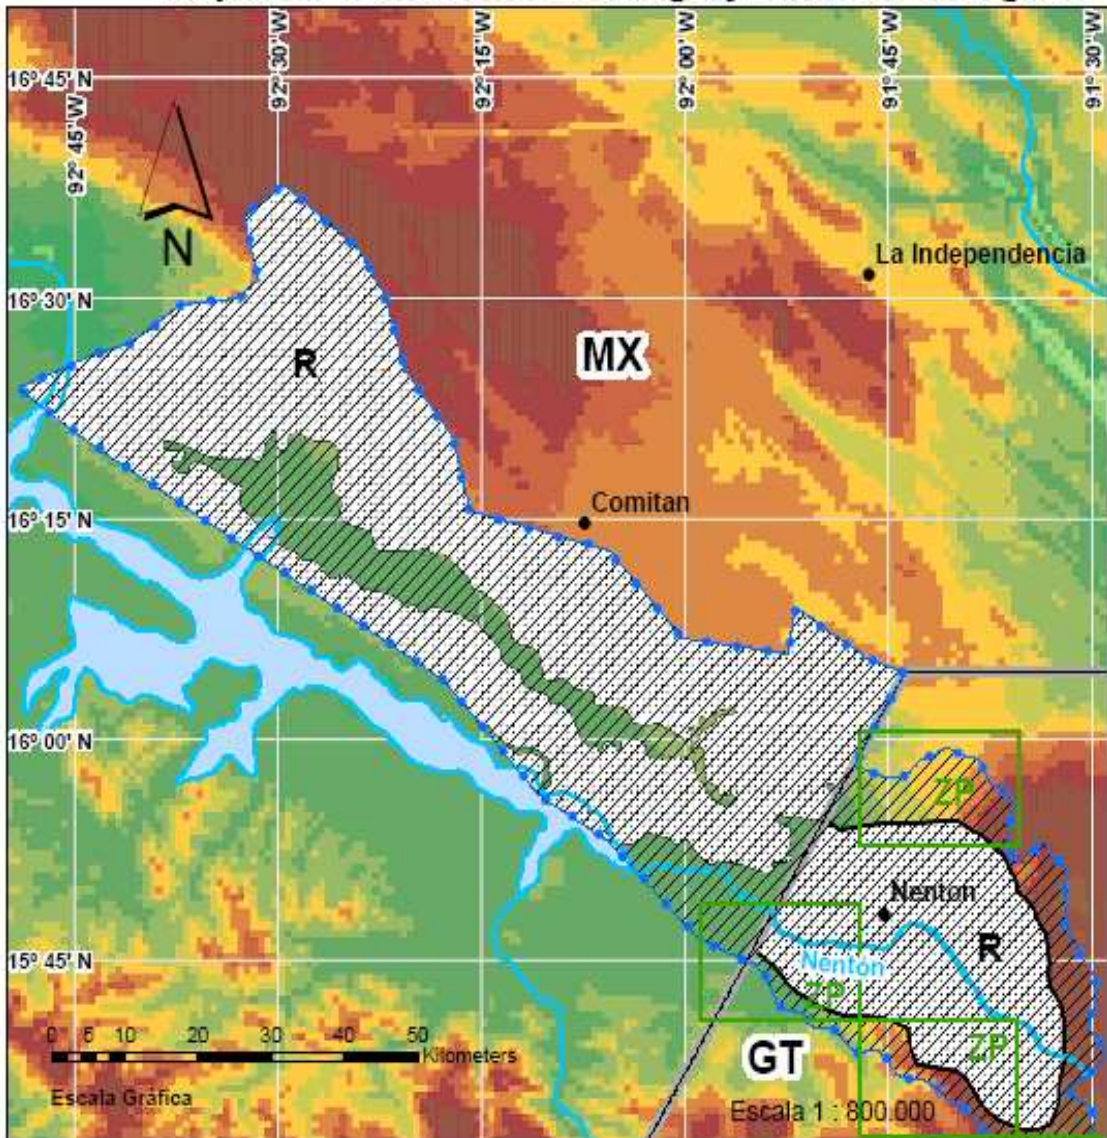 92° 45' W
92° 30' W
92° 15' W
92° 00' W
91° 45' W
91° 30' W
16° 45' N
N
La Independencia
16° 30' N
MX
R
Comitan
16° 15' N
16° 00' N
ZP
Nenton
R
15° 45' N
Nenton
ZP
ZP
GT
0 5 10 20 30 40 50
Kilometers
Escala Gráfica
Escala 1 : 800.000